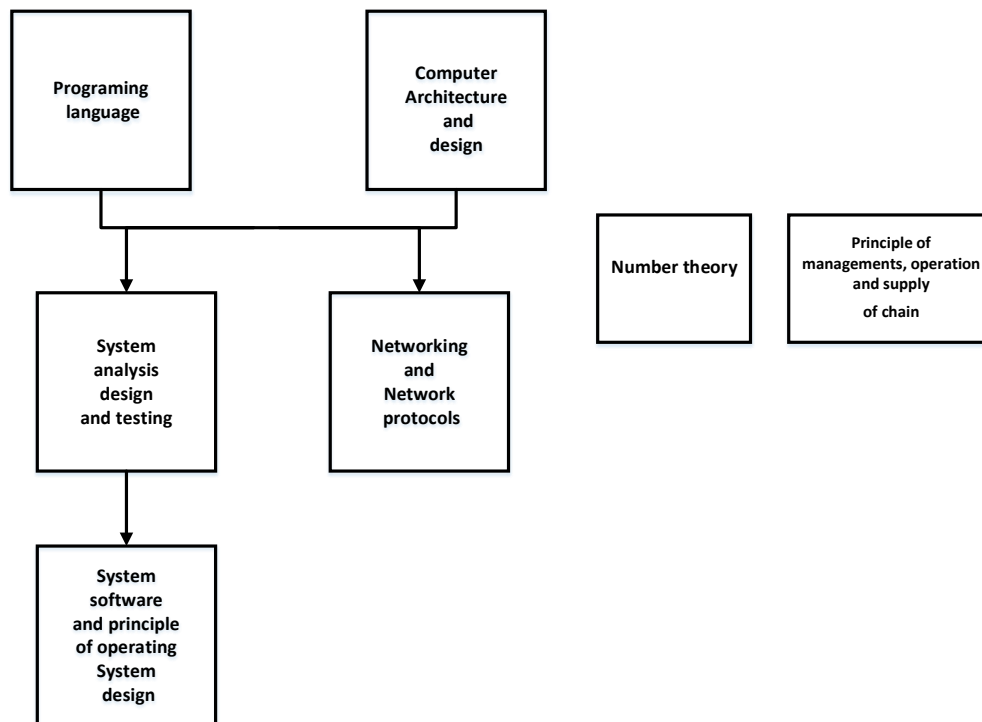 Programing
language
Computer
Architecture
and
design
Number theory
Principle of
managements, operation
and supply
of chain
System
analysis
design
and testing
Networking
and
Network
protocols
System
software
and principle
of operating
System
design